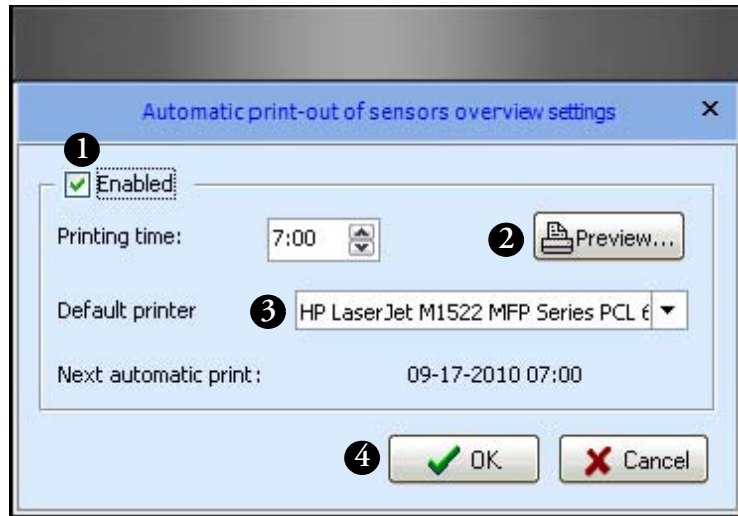 Automatic print-out of sensors overview settings
1
Enabled
Printing time: 7:00 2 Preview...
Default printer 3 HP LaserJet M1522 MFP Series PCL 6
Next automatic print: 09-17-2010 07:00
4 OK Cancel